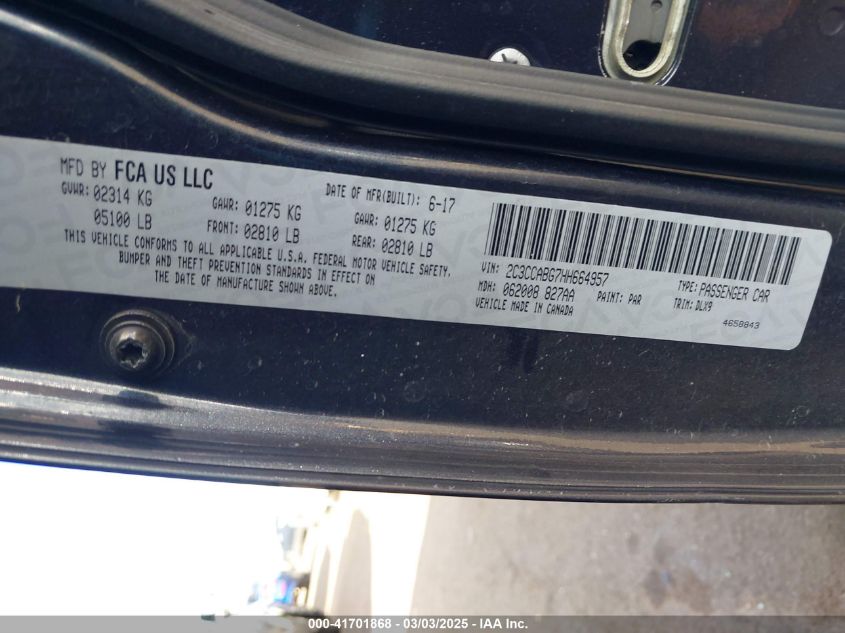 MFD BY FCA US LLC DATE OF MFR(BUILT): 6-17
GVWR: 02314 KG GAWR: 01275 KG GAWR: 01275 KG
05100 LB FRONT: 02810 LB REAR: 02810 LB
THIS VEHICLE CONFORMS TO ALL APPLICABLE U.S.A. FEDERAL MOTOR VEHICLE SAFETY,
BUMPER AND THEFT PREVENTION STANDARDS IN EFFECT ON
THE DATE OF MANUFACTURE SHOWN ABOVE.
VIN: 2C3CCABG7HH664957 TYPE: PASSENGER CAR
MDH: 062008 827AA PAINT: PAR TRIM: DLX9
VEHICLE MADE IN CANADA 4658843
000-41701868 - 03/03/2025 - IAA Inc.